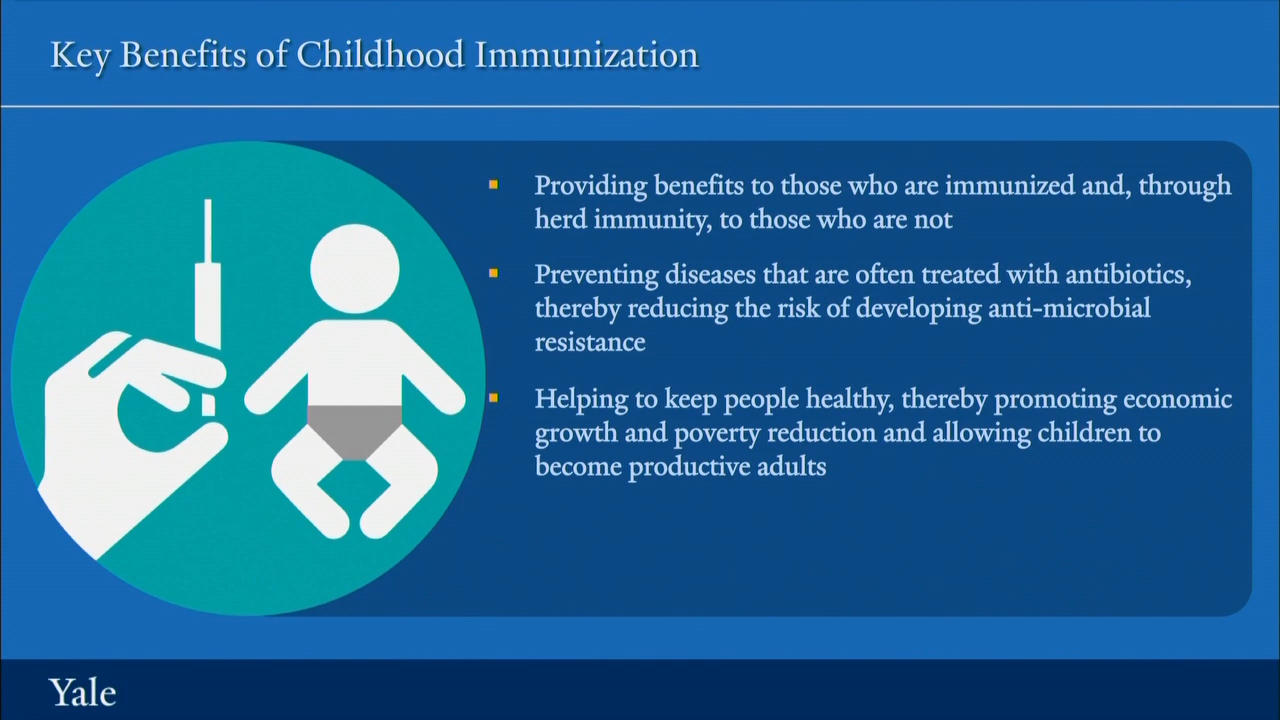 Key Benefits of Childhood Immunization
Providing benefits to those who are immunized and, through
herd immunity, to those who are not
Preventing diseases that are often treated with antibiotics,
thereby reducing the risk of developing anti-microbial
resistance
Helping to keep people healthy, thereby promoting economic
growth and poverty reduction and allowing children to
become productive adults
Yale